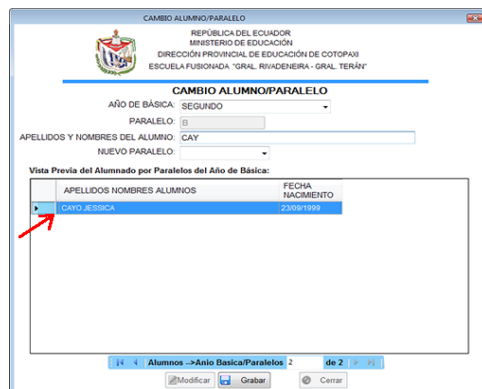 CAMBIO ALUMNO/PARALELO
REPÚBLICA DEL ECUADOR
MINISTERIO DE EDUCACIÓN
DIRECCIÓN PROVINCIAL DE EDUCACIÓN DE COTOPAXI
ESCUELA FUSIONADA "GRAL. RIVADENEIRA - GRAL. TERÁN"
CAMBIO ALUMNO/PARALELO
AÑO DE BÁSICA: SEGUNDO
PARALELO: B
APELLIDOS Y NOMBRES DEL ALUMNO: CAY
NUEVO PARALELO:
Vista Previa del Alumnado por Paralelos del Año de Básica:
APELLIDOS NOMBRES ALUMNOS FECHA NACIMIENTO
CAYO JESSICA 23/09/1999
Alumnos -->Anio Basica/Paralelos 2 de 2
Modificar Grabar Cerrar